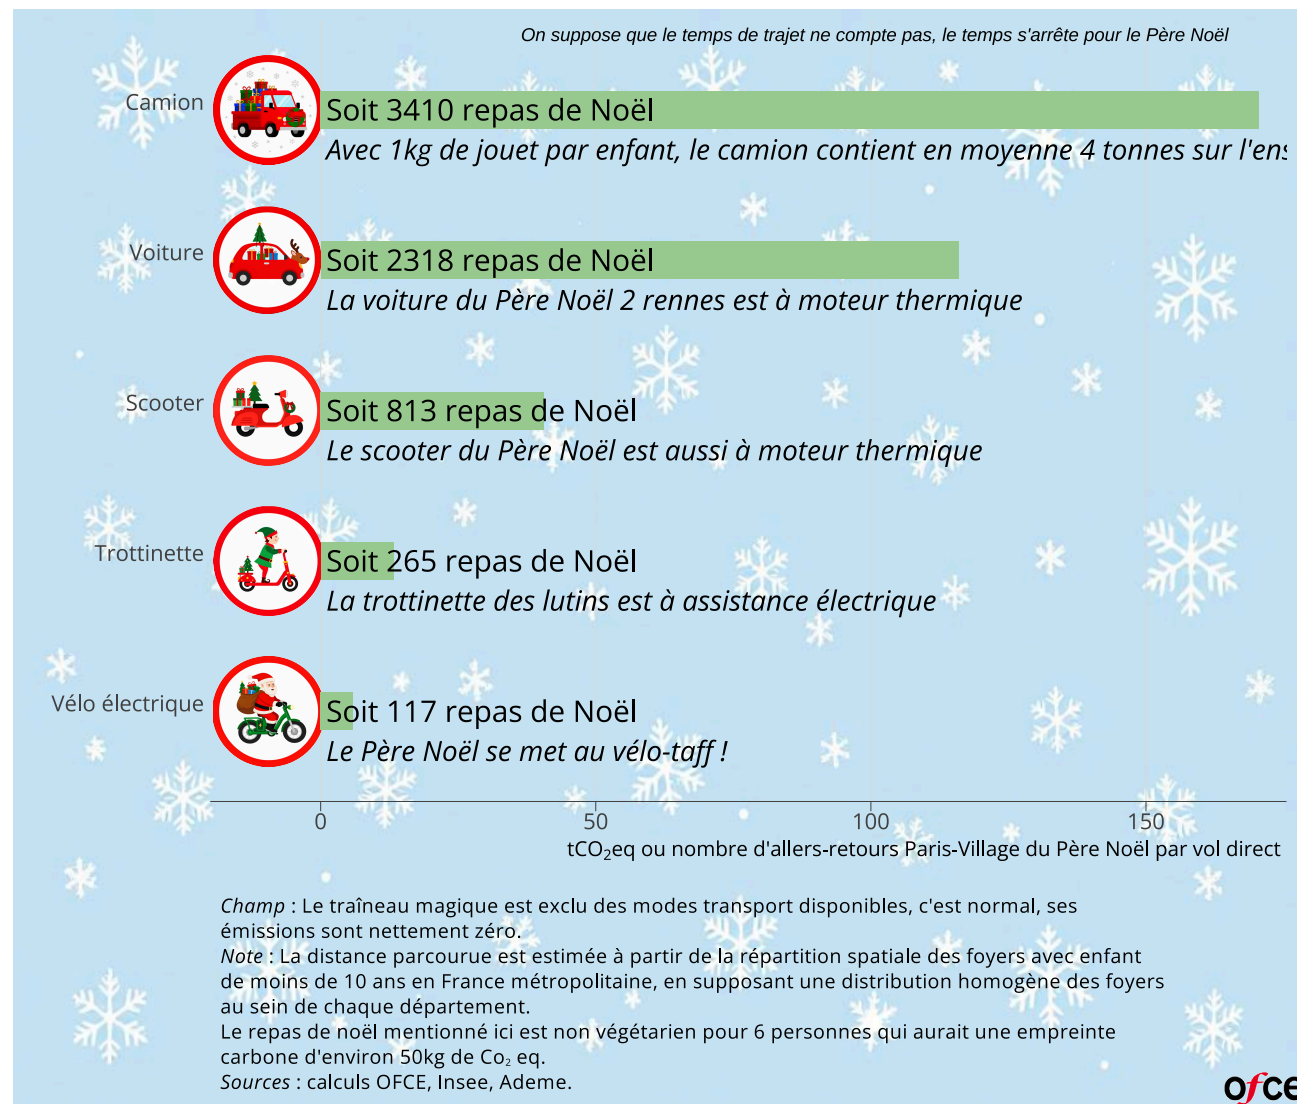 On suppose que le temps de trajet ne compte pas, le temps s'arrête pour le Père Noël
Camion
Soit 3410 repas de Noël
Avec 1kg de jouet par enfant, le camion contient en moyenne 4 tonnes sur l'ens
Voiture
Soit 2318 repas de Noël
La voiture du Père Noël 2 rennes est à moteur thermique
Scooter
Soit 813 repas de Noël
Le scooter du Père Noël est aussi à moteur thermique
Trottinette
Soit 265 repas de Noël
La trottinette des lutins est à assistance électrique
Vélo électrique
Soit 117 repas de Noël
Le Père Noël se met au vélo-taff !
0 50 100 150
tCO₂eq ou nombre d'allers-retours Paris-Village du Père Noël par vol direct
Champ : Le traîneau magique est exclu des modes transport disponibles, c'est normal, ses
émissions sont nettement zéro.
Note : La distance parcourue est estimée à partir de la répartition spatiale des foyers avec enfant
de moins de 10 ans en France métropolitaine, en supposant une distribution homogène des foyers
au sein de chaque département.
Le repas de noël mentionné ici est non végétarien pour 6 personnes qui aurait une empreinte
carbone d'environ 50kg de Co₂ eq.
Sources : calculs OFCE, Insee, Ademe.
ofce